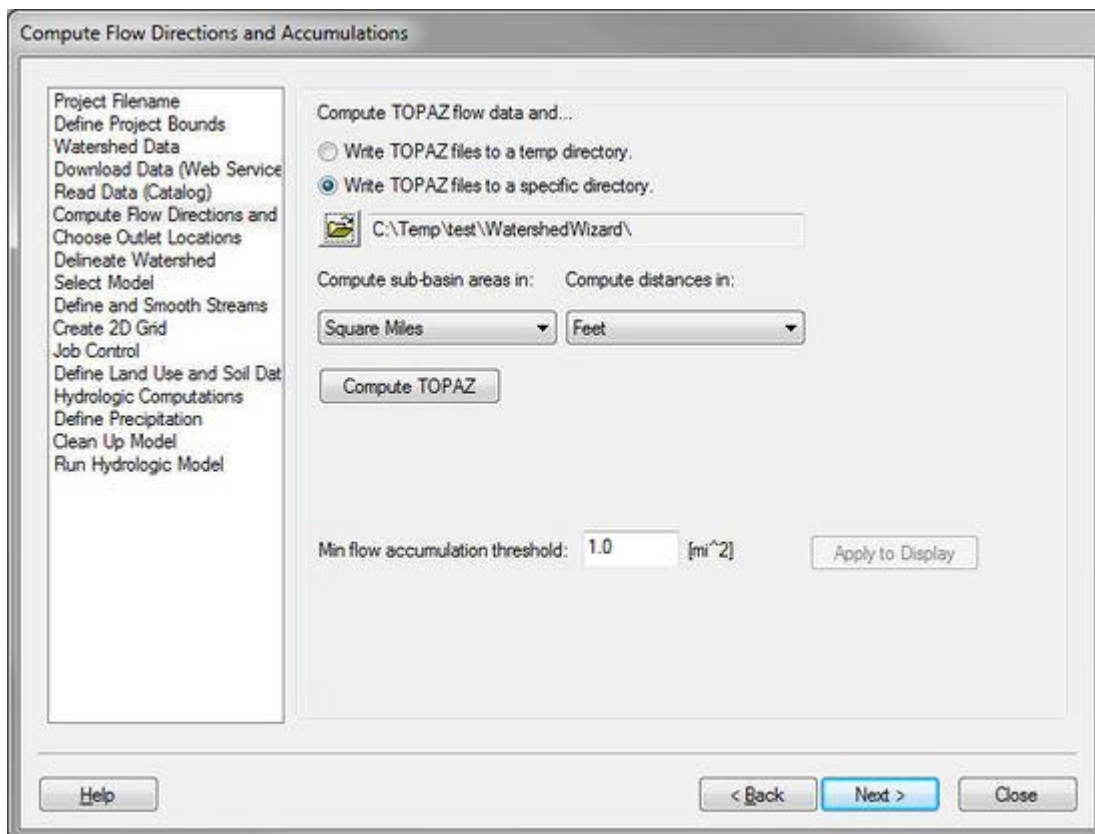 Compute Flow Directions and Accumulations
Project Filename
Define Project Bounds
Watershed Data
Download Data (Web Service
Read Data (Catalog)
Compute Flow Directions and
Choose Outlet Locations
Delineate Watershed
Select Model
Define and Smooth Streams
Create 2D Grid
Job Control
Define Land Use and Soil Dat
Hydrologic Computations
Define Precipitation
Clean Up Model
Run Hydrologic Model
Compute TOPAZ flow data and...
Write TOPAZ files to a temp directory.
Write TOPAZ files to a specific directory.
C:\Temp\test\WatershedWizard\
Compute sub-basin areas in: Compute distances in:
Square Miles Feet
Compute TOPAZ
Min flow accumulation threshold: 1.0 [mi^2] Apply to Display
Help < Back Next > Close